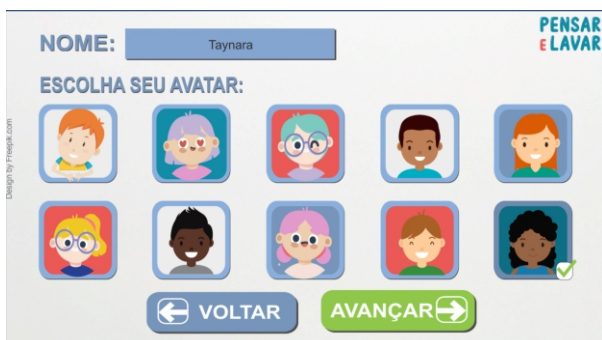 PENSAR
E LAVAR
NOME: Taynara
ESCOLHA SEU AVATAR:
Design by Freepik.com
VOLTAR
AVANÇAR